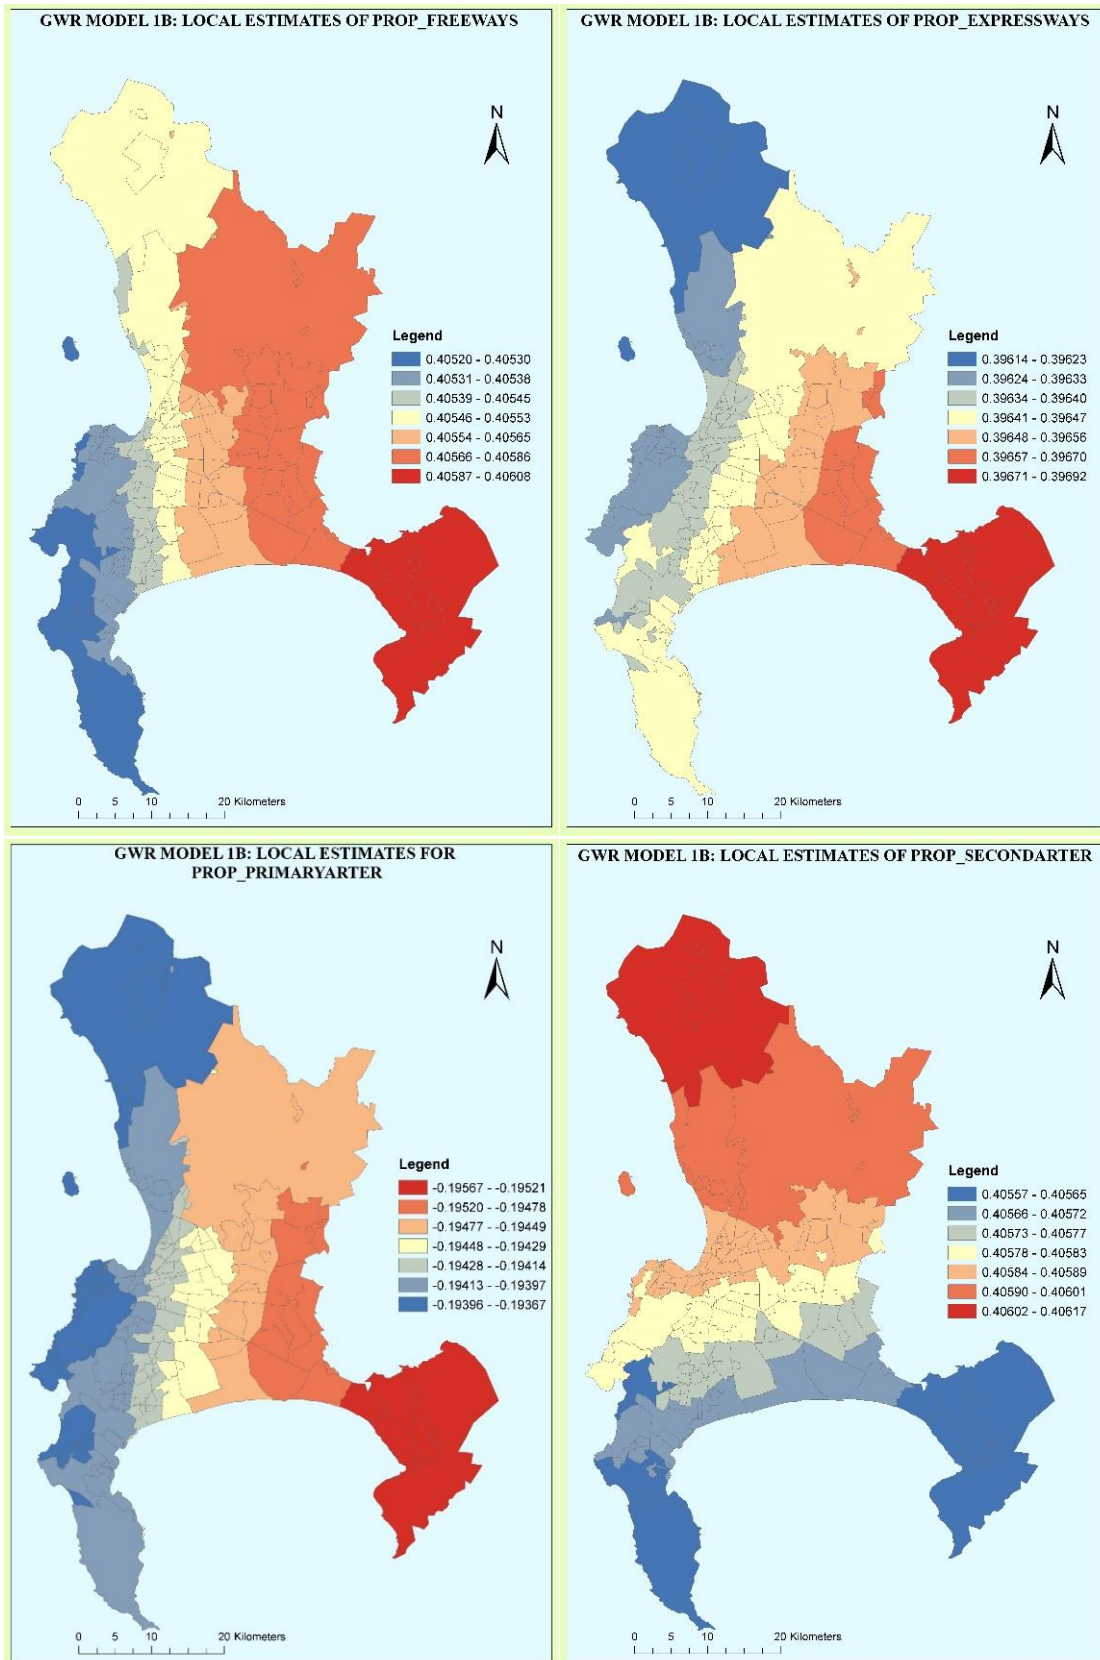 GWR MODEL 1B: LOCAL ESTIMATES OF PROP_FREEWAYS
N
Legend
0.40520 - 0.40530
0.40531 - 0.40538
0.40539 - 0.40545
0.40546 - 0.40553
0.40554 - 0.40565
0.40566 - 0.40586
0.40587 - 0.40608
0 5 10 20 Kilometers
GWR MODEL 1B: LOCAL ESTIMATES OF PROP_EXPRESSWAYS
N
Legend
0.39614 - 0.39623
0.39624 - 0.39633
0.39634 - 0.39640
0.39641 - 0.39647
0.39648 - 0.39656
0.39657 - 0.39670
0.39671 - 0.39692
0 5 10 20 Kilometers
GWR MODEL 1B: LOCAL ESTIMATES FOR
PROP_PRIMARYARTER
N
Legend
-0.19567 - -0.19521
-0.19520 - -0.19478
-0.19477 - -0.19449
-0.19448 - -0.19429
-0.19428 - -0.19414
-0.19413 - -0.19397
-0.19396 - -0.19367
0 5 10 20 Kilometers
GWR MODEL 1B: LOCAL ESTIMATES OF PROP_SECONDARTER
N
Legend
0.40557 - 0.40565
0.40566 - 0.40572
0.40573 - 0.40577
0.40578 - 0.40583
0.40584 - 0.40589
0.40590 - 0.40601
0.40602 - 0.40617
0 5 10 20 Kilometers